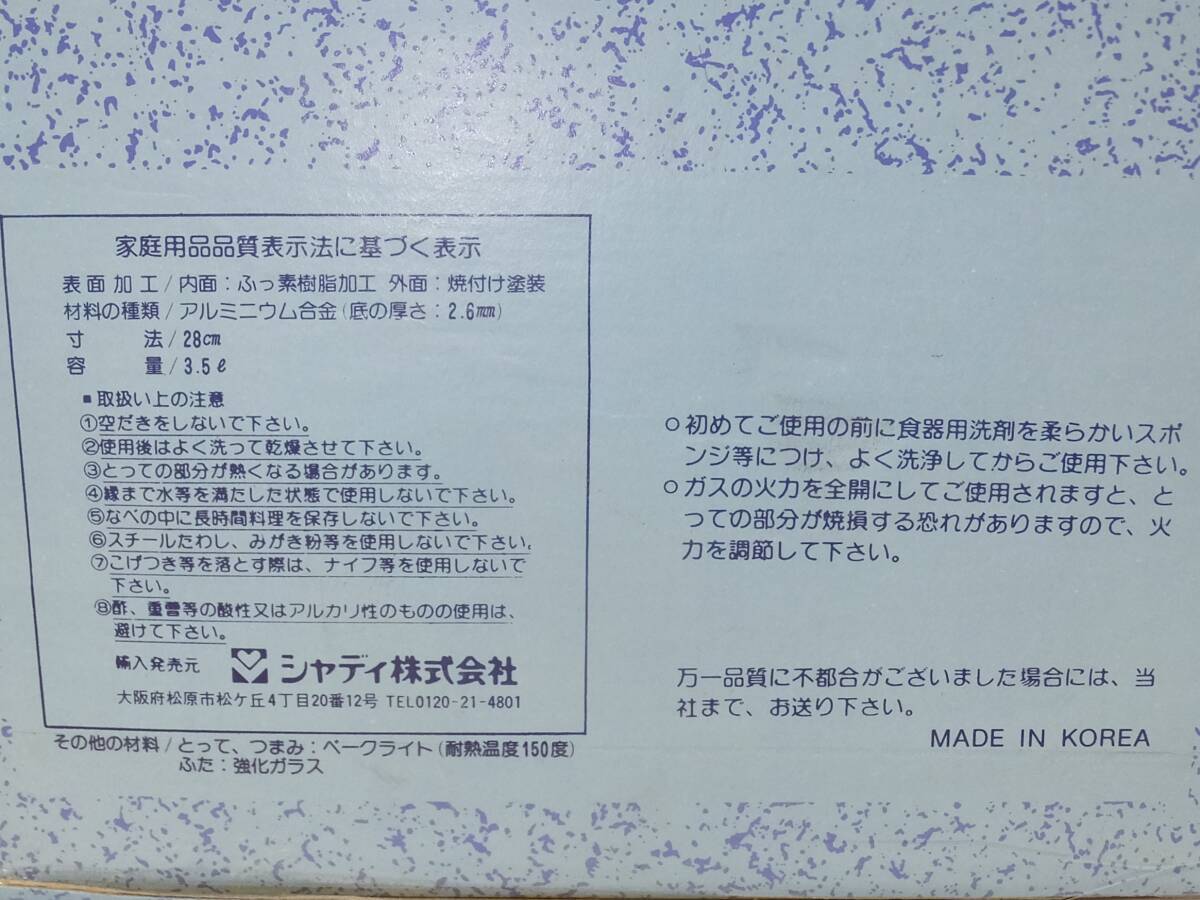 家庭用品品質表示法に基づく表示
表面加工/内面:ふっ素樹脂加工 外面:焼付け塗装
材料の種類/アルミニウム合金(底の厚さ:2.6mm)
寸法/28cm
容量/3.5ℓ
■取扱い上の注意
①空だきをしないで下さい。
②使用後はよく洗って乾燥させて下さい。
③とっての部分が熱くなる場合があります。
④縁まで水等を満たした状態で使用しないで下さい。
⑤なべの中に長時間料理を保存しないで下さい。
⑥スチールたわし、みがき粉等を使用しないで下さい。
⑦こげつき等を落とす際は、ナイフ等を使用しないで
下さい。
⑧酢、重曹等の酸性又はアルカリ性のものの使用は、
避けて下さい。
輸入発売元 シャディ株式会社
大阪府松原市松ケ丘4丁目20番12号 TEL0120-21-4801
その他の材料/とって、つまみ:ベークライト(耐熱温度150度)
ふた:強化ガラス
○初めてご使用の前に食器用洗剤を柔らかいスポ
ンジ等につけ、よく洗浄してからご使用下さい。
○ガスの火力を全開にしてご使用されますと、と
っての部分が焼損する恐れがありますので、火
力を調節して下さい。
万一品質に不都合がございました場合には、当
社まで、お送り下さい。
MADE IN KOREA